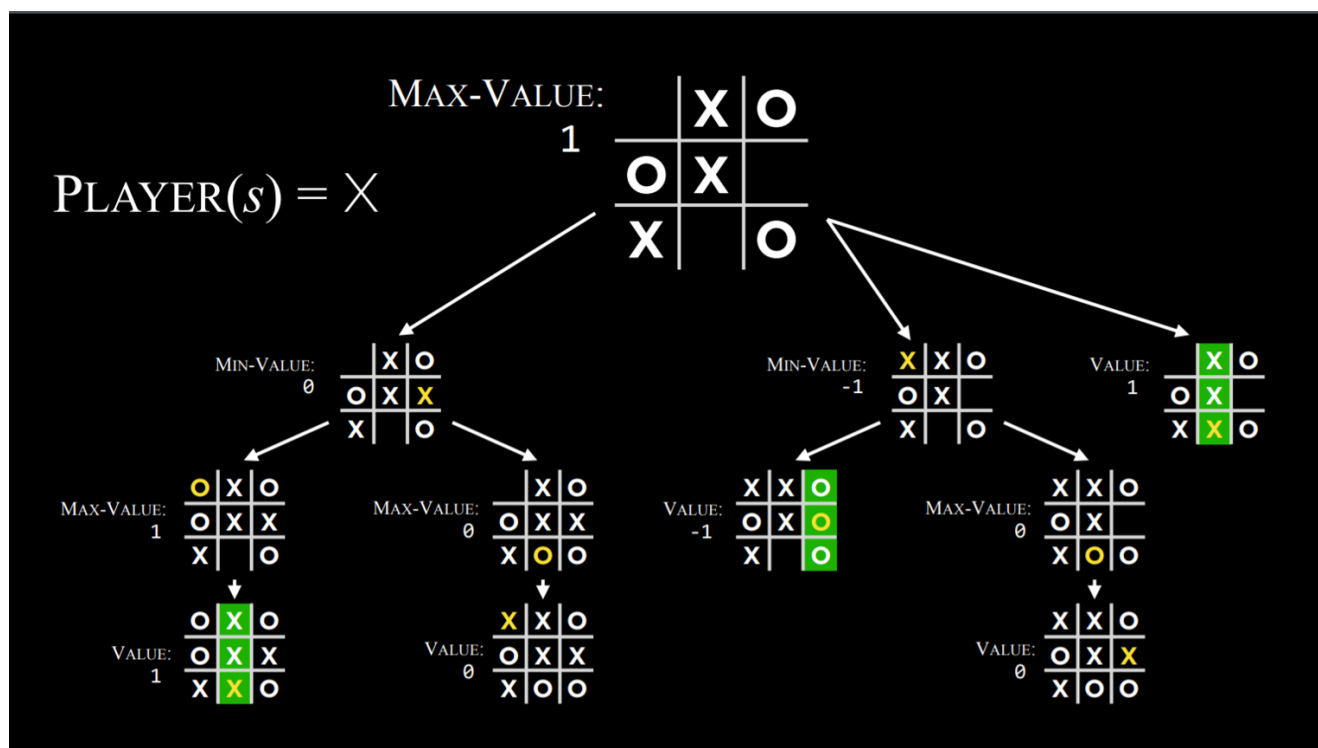 MAX-VALUE:
1
X O
O X
X O
PLAYER(s) = X
MIN-VALUE:
0
X O
O X X
X O
MIN-VALUE:
-1
X X O
O X
X O
VALUE:
1
X O
O X
X X O
MAX-VALUE:
1
O X O
O X X
X O
MAX-VALUE:
0
X O
O X X
X O O
VALUE:
-1
X X O
O X O
X O
MAX-VALUE:
0
X X O
O X
X O O
VALUE:
1
O X O
O X X
X X O
VALUE:
0
X X O
O X X
X O O
VALUE:
0
X X O
O X X
X O O